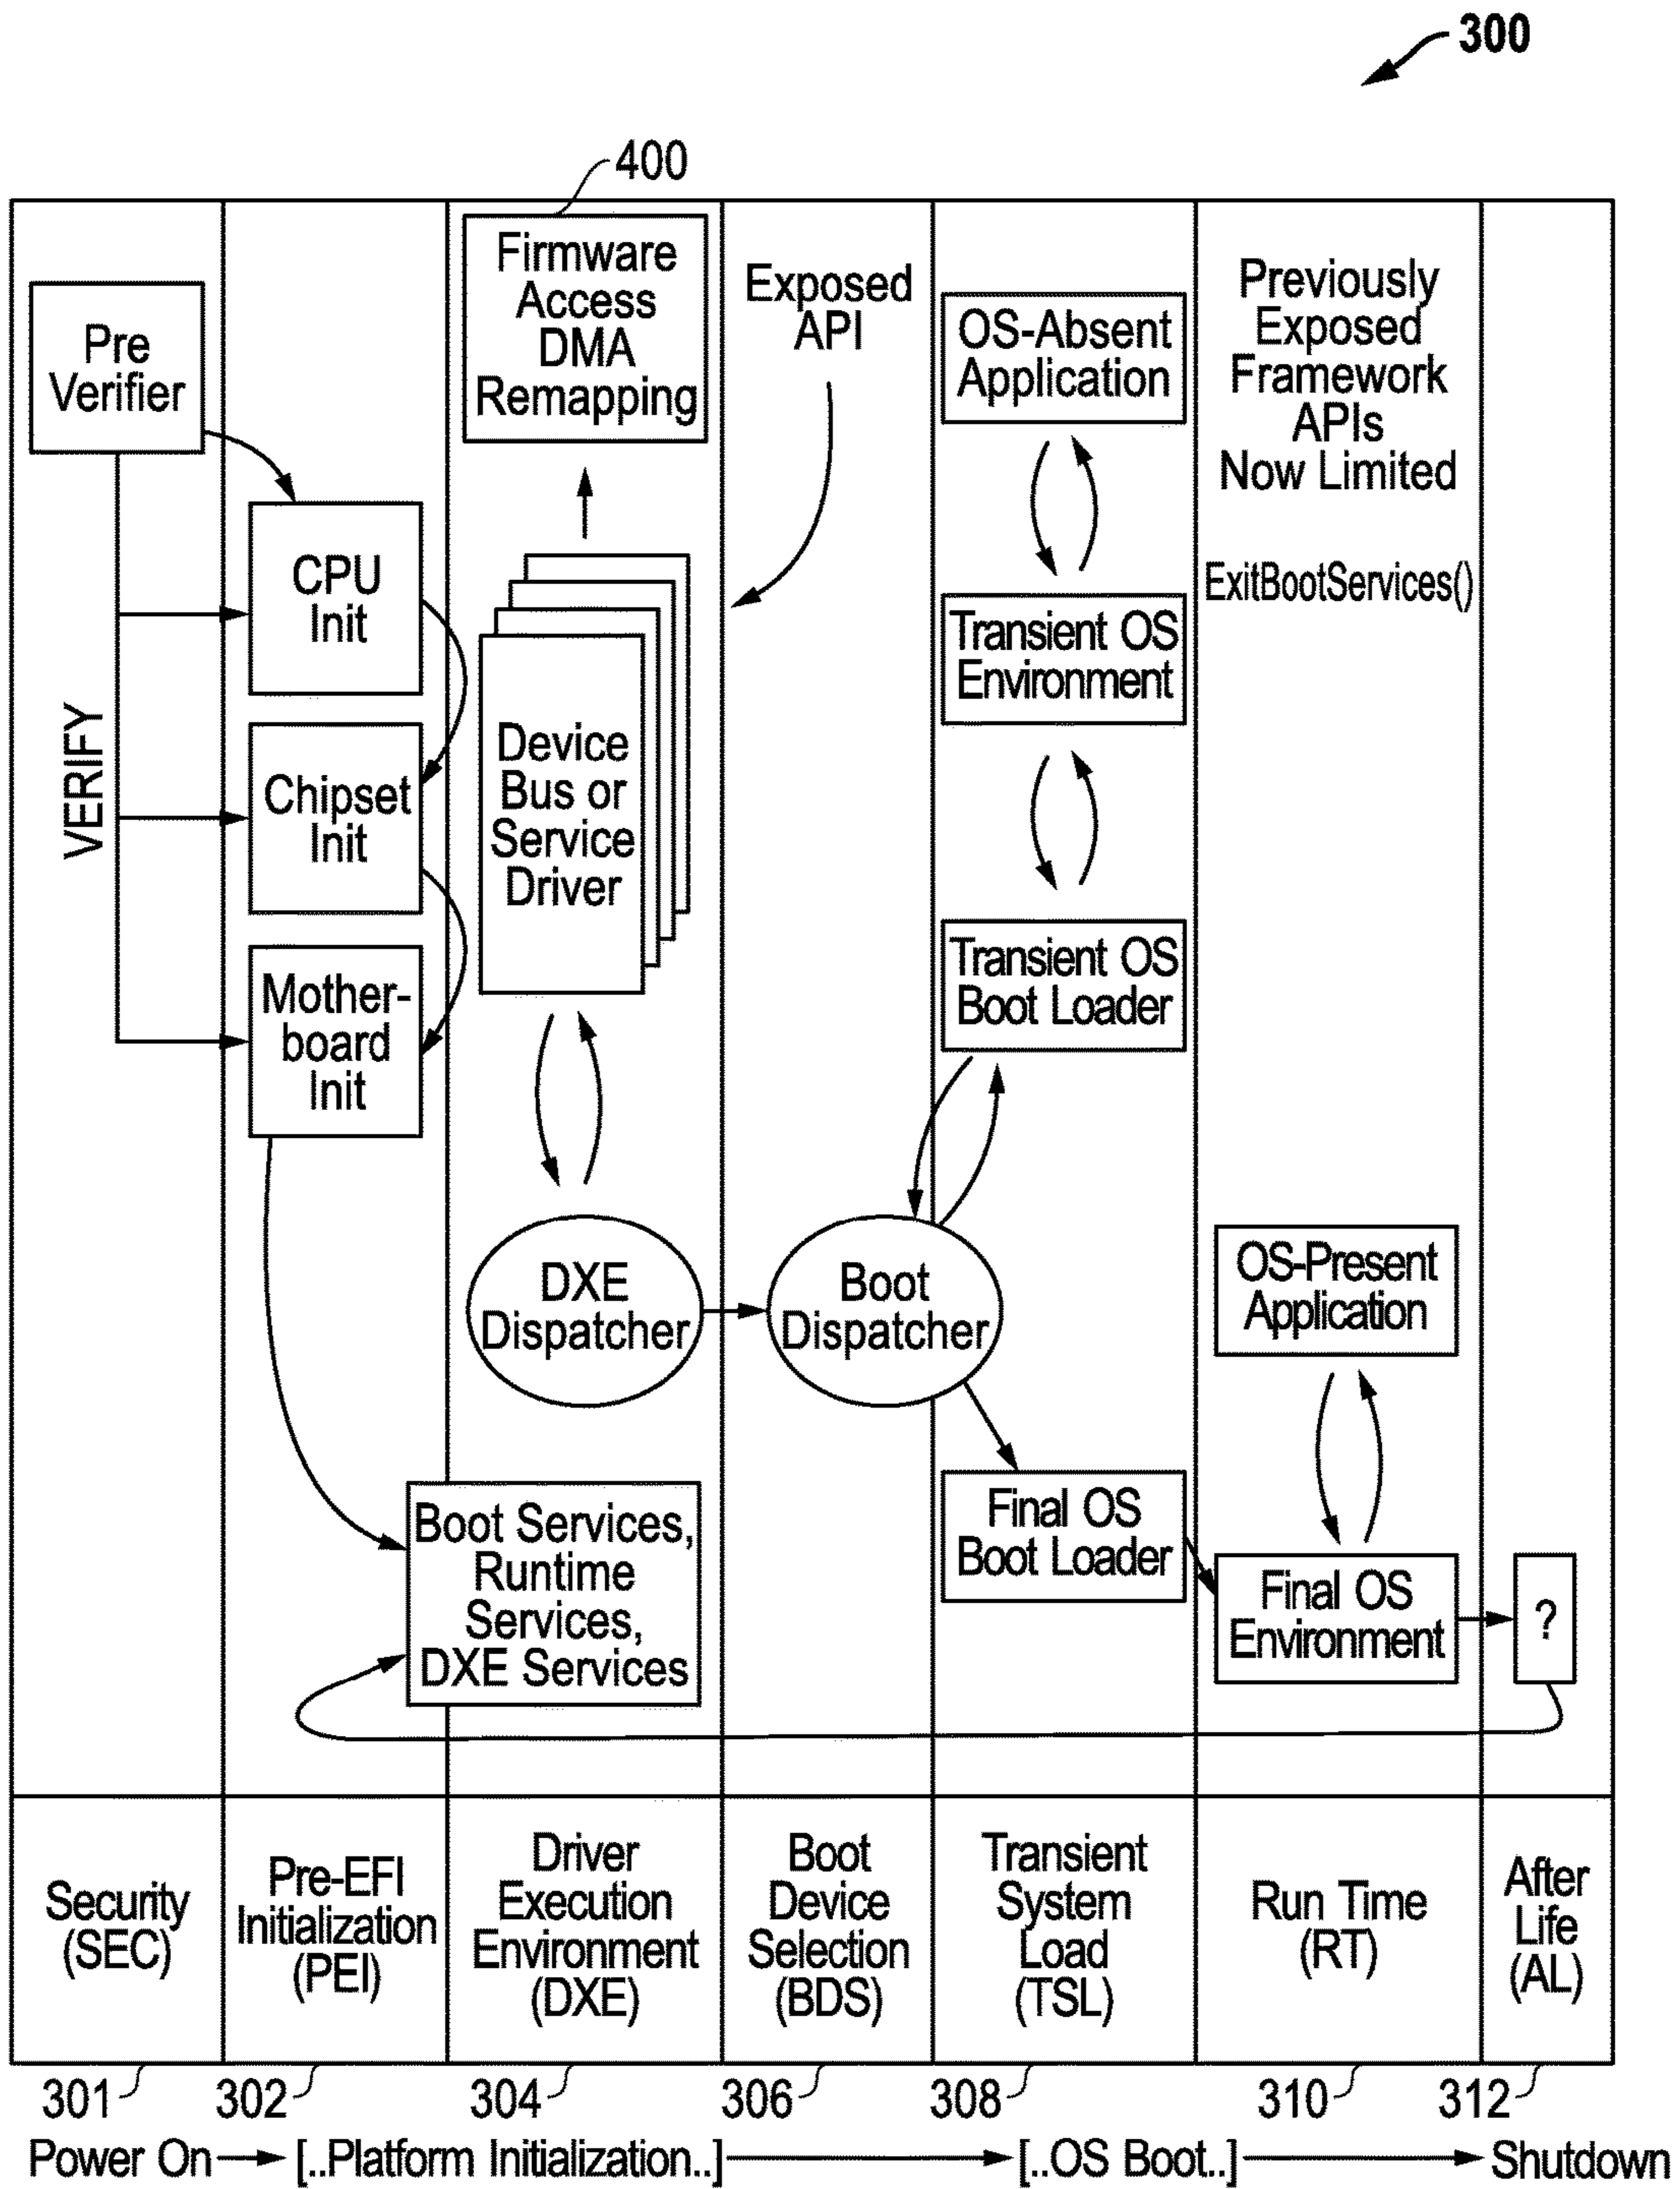 300
400
Pre
Verifier
VERIFY
CPU
Init
Chipset
Init
Mother-
board
Init
Firmware
Access
DMA
Remapping
Device
Bus or
Service
Driver
DXE
Dispatcher
Boot Services,
Runtime
Services,
DXE Services
Exposed
API
Boot
Dispatcher
OS-Absent
Application
Transient OS
Environment
Transient OS
Boot Loader
Final OS
Boot Loader
Previously
Exposed
Framework
APIs
Now Limited
ExitBootServices()
OS-Present
Application
Final OS
Environment
?
Security
(SEC)
Pre-EFI
Initialization
(PEI)
Driver
Execution
Environment
(DXE)
Boot
Device
Selection
(BDS)
Transient
System
Load
(TSL)
Run Time
(RT)
After
Life
(AL)
301
302
304
306
308
310
312
Power On [..Platform Initialization..] [..OS Boot..] Shutdown